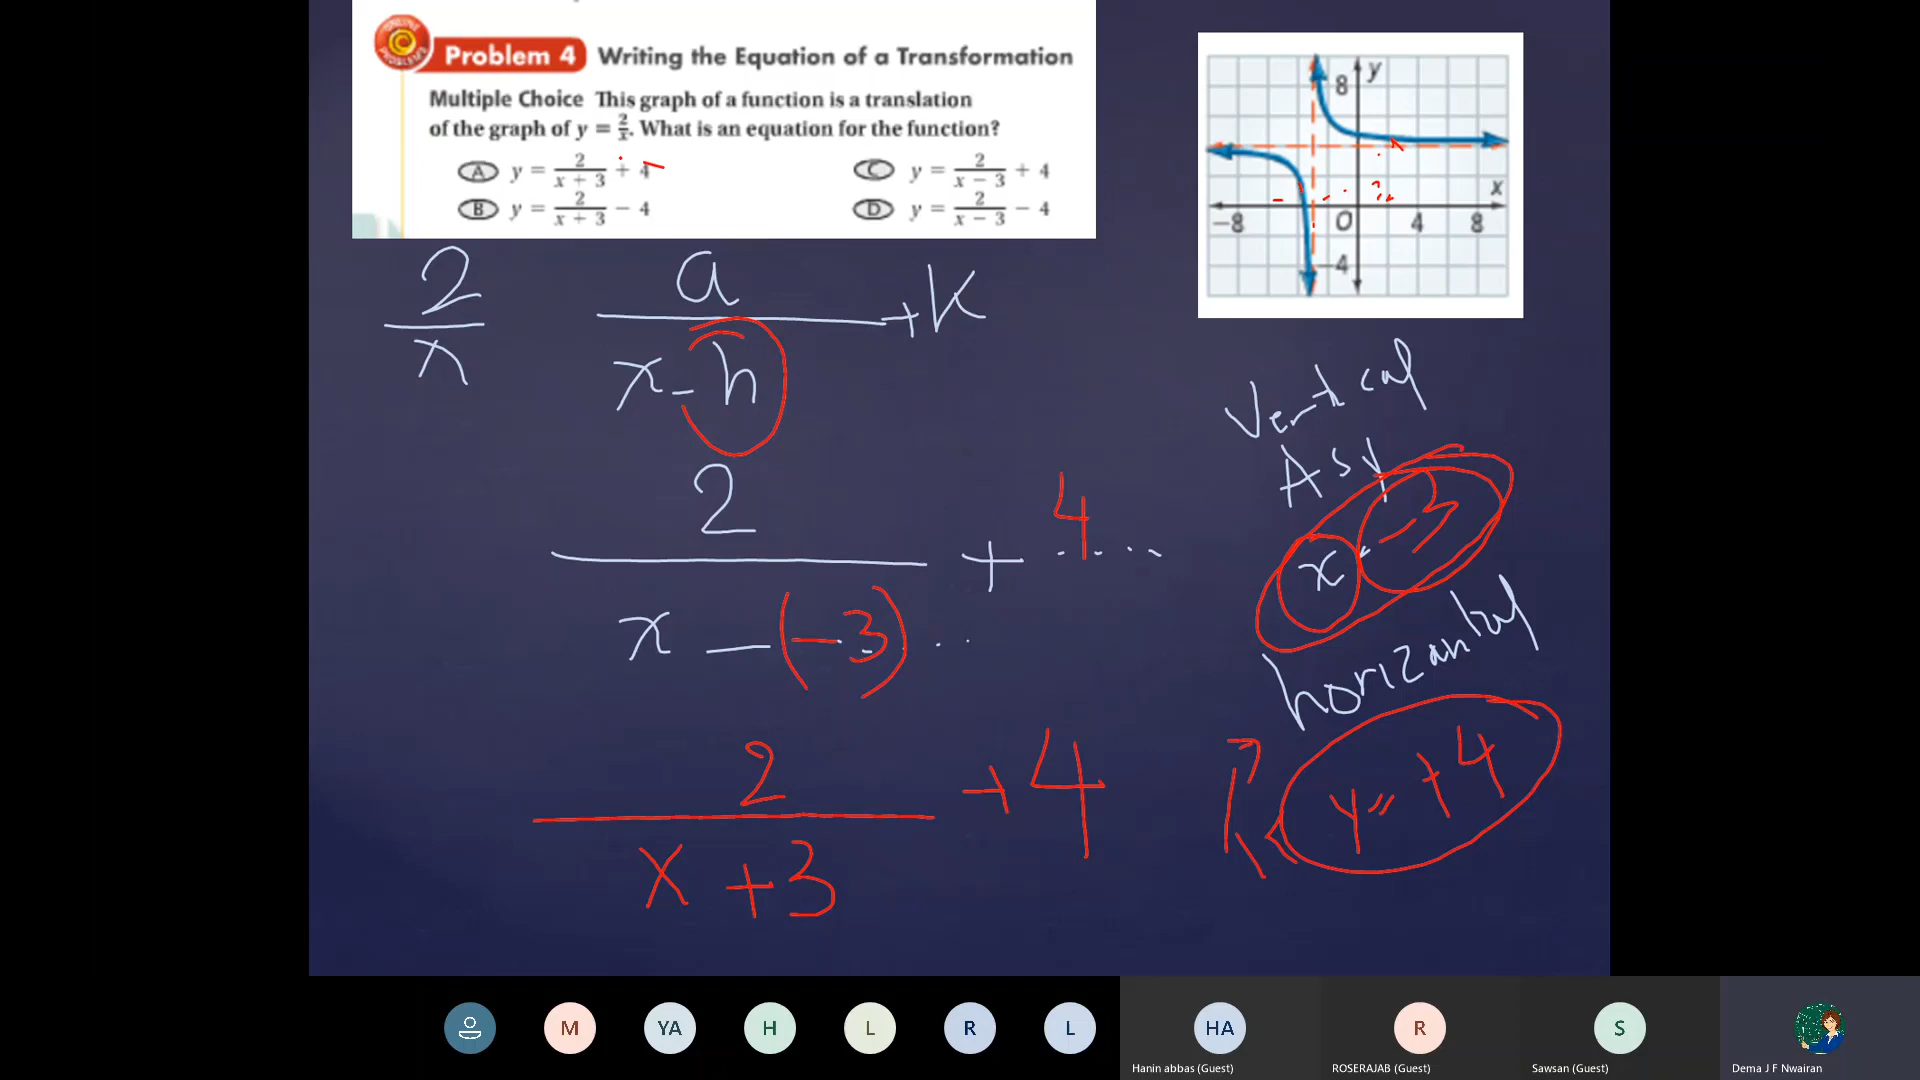 Problem 4 Writing the Equation of a Transformation
Multiple Choice This graph of a function is a translation
of the graph of y = 2/x. What is an equation for the function?
A y = 2/(x + 3) + 4
C y = 2/(x - 3) + 4
B y = 2/(x + 3) - 4
D y = 2/(x - 3) - 4
8 y
x
-8 O 4 8
-4
2/x a/(x - h) + K
Vertical
Asy
2/(x - (-3)) + 4
x = -3
horizantal
y = +4
2/(x + 3) + 4
M YA H L R L HA R S
Hanin abbas (Guest) ROSERAJAB (Guest) Sawsan (Guest) Dema J F Nwairan